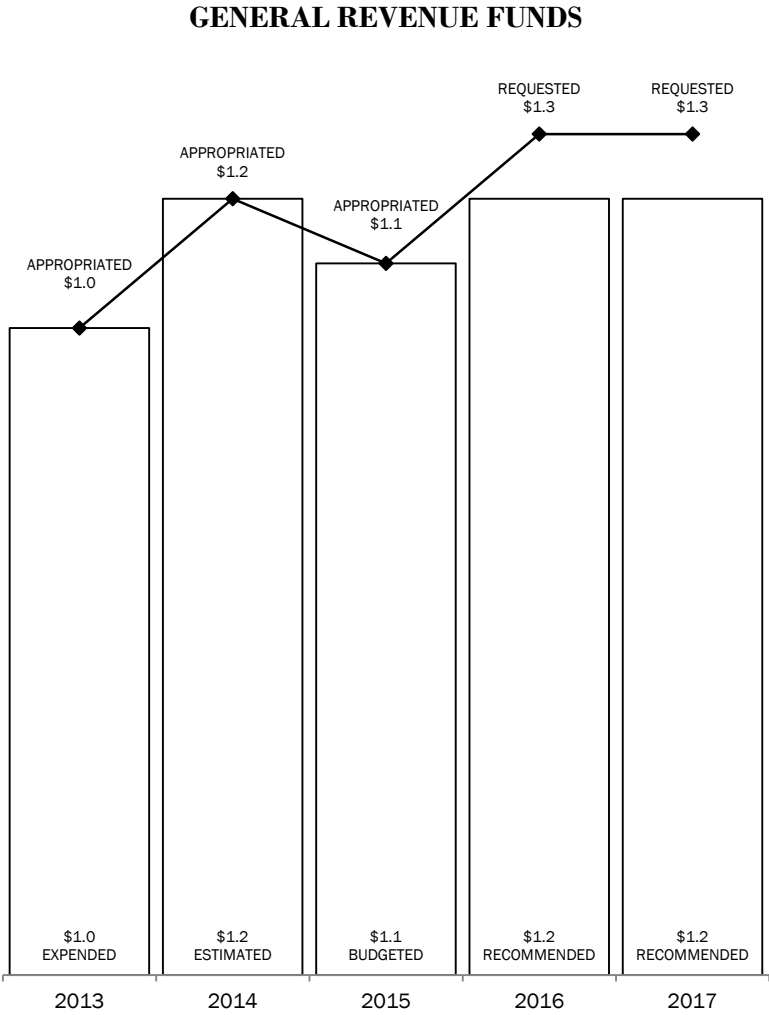 GENERAL REVENUE FUNDS
REQUESTED
$1.3
REQUESTED
$1.3
APPROPRIATED
$1.2
APPROPRIATED
$1.1
APPROPRIATED
$1.0
$1.0
EXPENDED
$1.2
ESTIMATED
$1.1
BUDGETED
$1.2
RECOMMENDED
$1.2
RECOMMENDED
2013
2014
2015
2016
2017